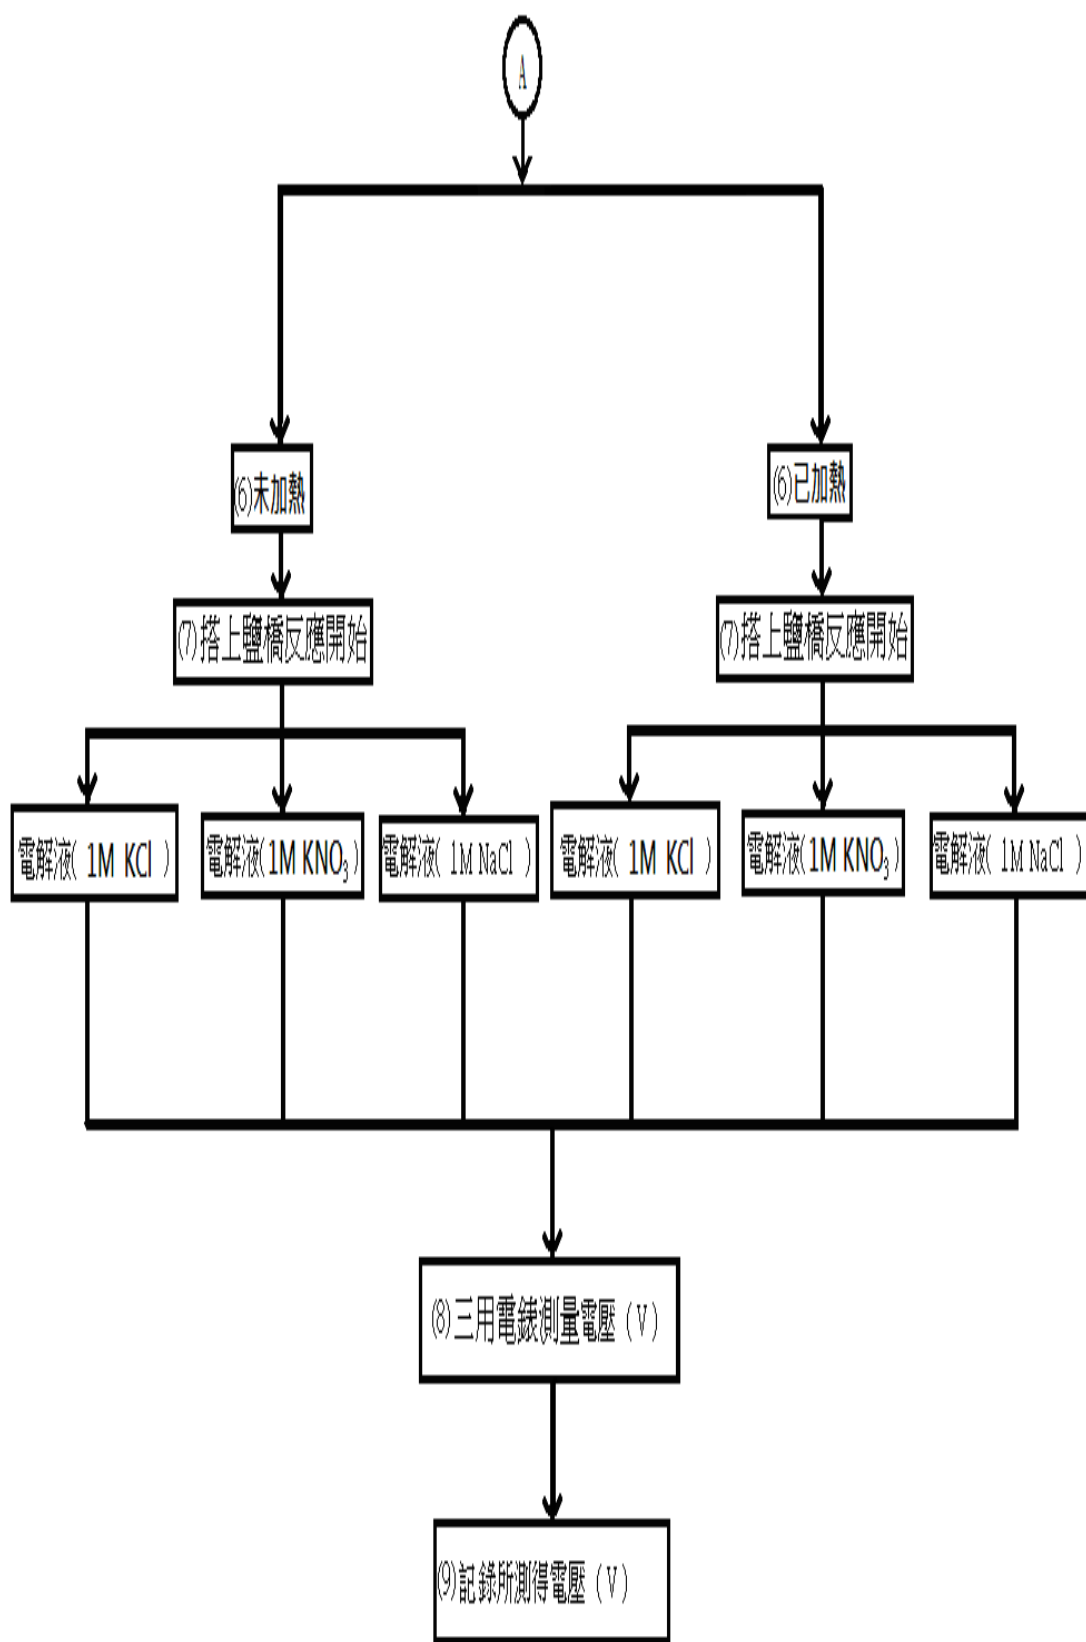 A
(6)未加熱
(6)已加熱
(7)搭上鹽橋反應開始
(7)搭上鹽橋反應開始
電解液( 1M KCl )
電解液(1M KNO₃)
電解液( 1M NaCl )
電解液( 1M KCl )
電解液(1M KNO₃)
電解液( 1M NaCl )
(8)三用電錶測量電壓(V)
(9)記錄所測得電壓(V)